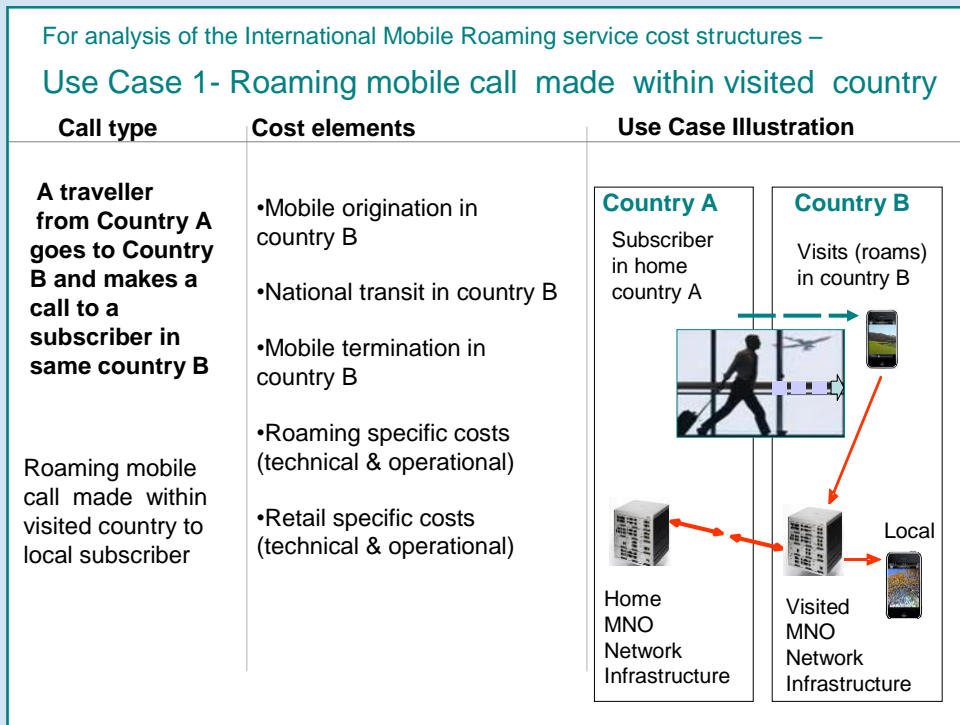 For analysis of the International Mobile Roaming service cost structures –
Use Case 1- Roaming mobile call made within visited country
Call type
Cost elements
Use Case Illustration
A traveller
from Country A
goes to Country
B and makes a
call to a
subscriber in
same country B
Roaming mobile
call made within
visited country to
local subscriber
•Mobile origination in
country B
•National transit in country B
•Mobile termination in
country B
•Roaming specific costs
(technical & operational)
•Retail specific costs
(technical & operational)
Country A
Subscriber
in home
country A
Home
MNO
Network
Infrastructure
Country B
Visits (roams)
in country B
Local
Visited
MNO
Network
Infrastructure